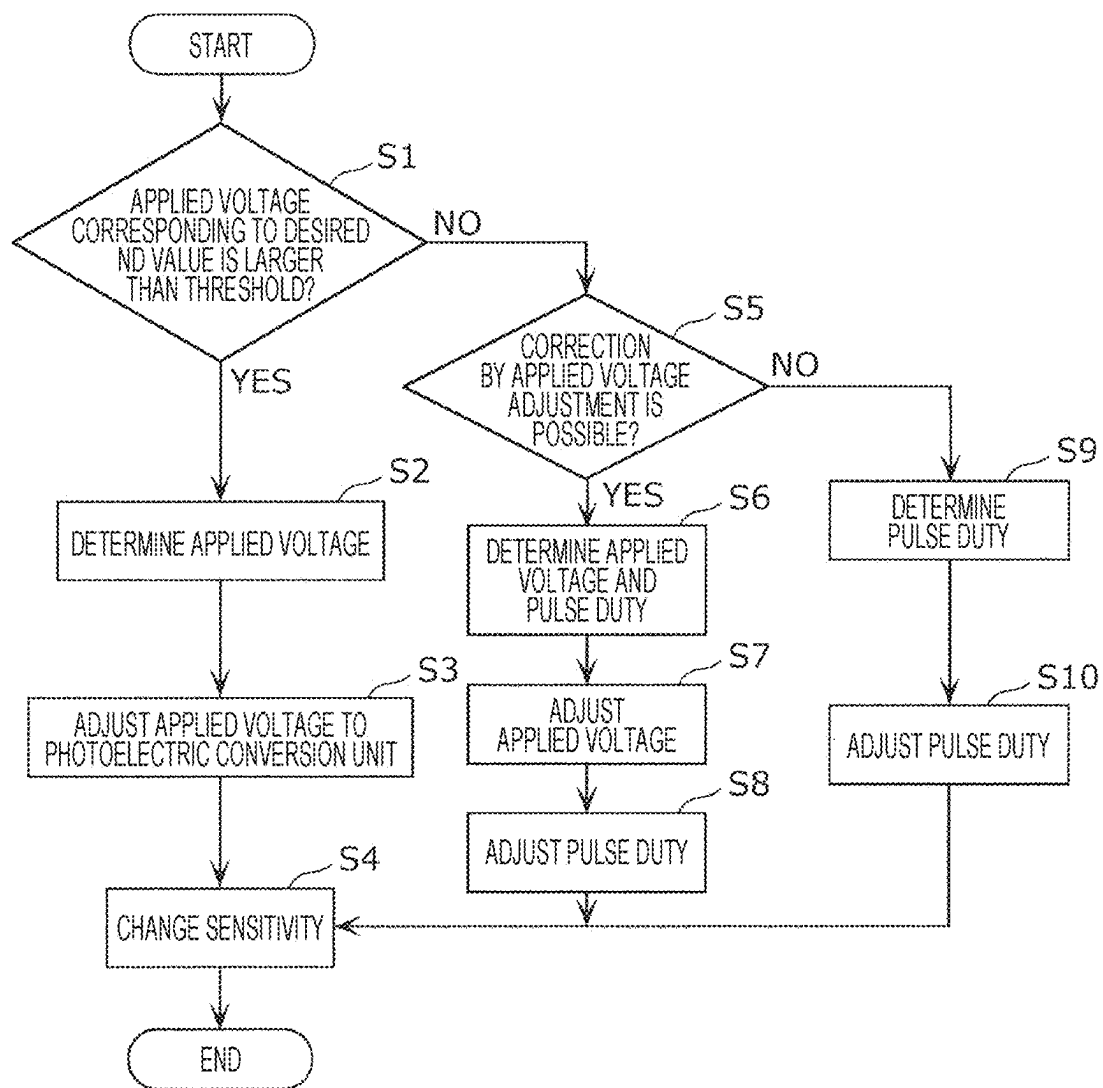 START
S1
APPLIED VOLTAGE
CORRESPONDING TO DESIRED
ND VALUE IS LARGER
THAN THRESHOLD?
NO
YES
S5
CORRECTION
BY APPLIED VOLTAGE
ADJUSTMENT IS
POSSIBLE?
NO
YES
S2
DETERMINE APPLIED VOLTAGE
S3
ADJUST APPLIED VOLTAGE TO
PHOTOELECTRIC CONVERSION UNIT
S6
DETERMINE APPLIED
VOLTAGE AND
PULSE DUTY
S7
ADJUST
APPLIED VOLTAGE
S8
ADJUST PULSE DUTY
S9
DETERMINE
PULSE DUTY
S10
ADJUST PULSE DUTY
S4
CHANGE SENSITIVITY
END